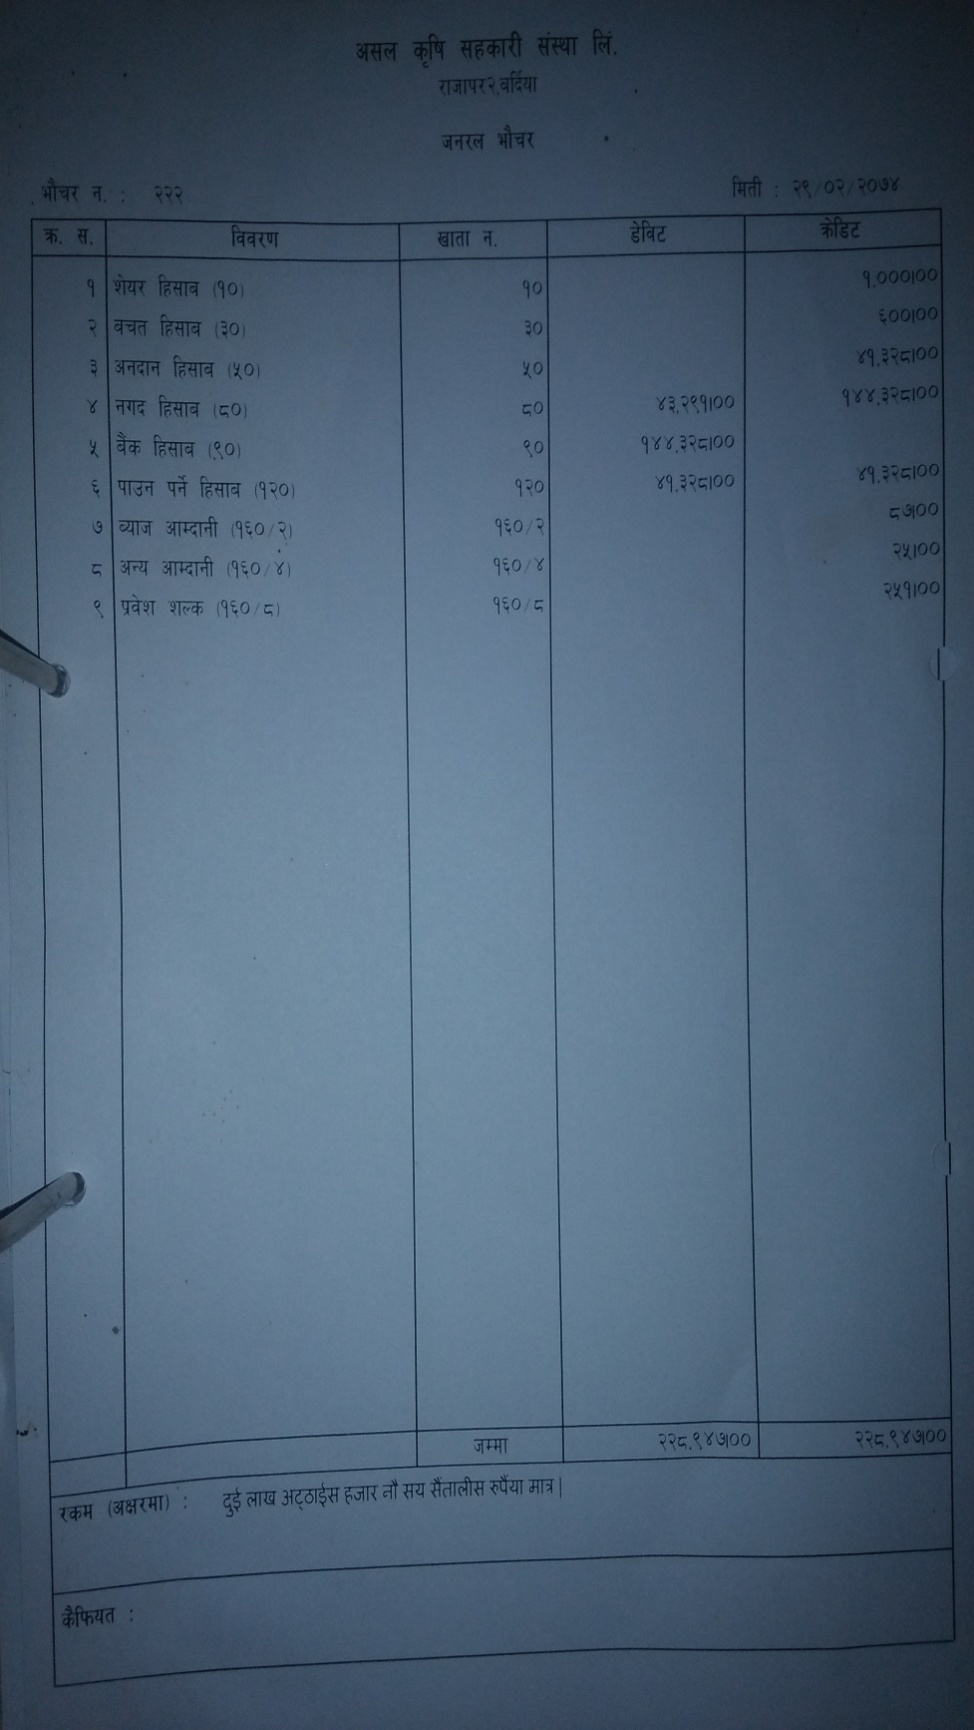 असल कृषि सहकारी संस्था लि.
राजापर२,बर्दिया
जनरल भौचर
भौचर न. : २२२ मिती : २९/०२/२०७४
क्र. स. विवरण खाता न. डेविट क्रेडिट
१ शेयर हिसाब (१०) १० १,०००|००
२ वचत हिसाब (३०) ३० ६००|००
३ अनदान हिसाब (५०) ५० ४१,३२८|००
४ नगद हिसाब (८०) ८० ४३,२९१|०० १४४,३२८|००
५ बैंक हिसाब (९०) ९० १४४,३२८|००
६ पाउन पर्ने हिसाब (१२०) १२० ४१,३२८|०० ४१,३२८|००
७ ब्याज आम्दानी (१६०/२) १६०/२ ८७|००
८ अन्य आम्दानी (१६०/४) १६०/४ २५|००
९ प्रवेश शल्क (१६०/८) १६०/८ २५१|००
जम्मा २२८,९४७|०० २२८,९४७|००
रकम (अक्षरमा) : दुई लाख अट्ठाईस हजार नौ सय सैंतालीस रुपैंया मात्र|
कैफियत :